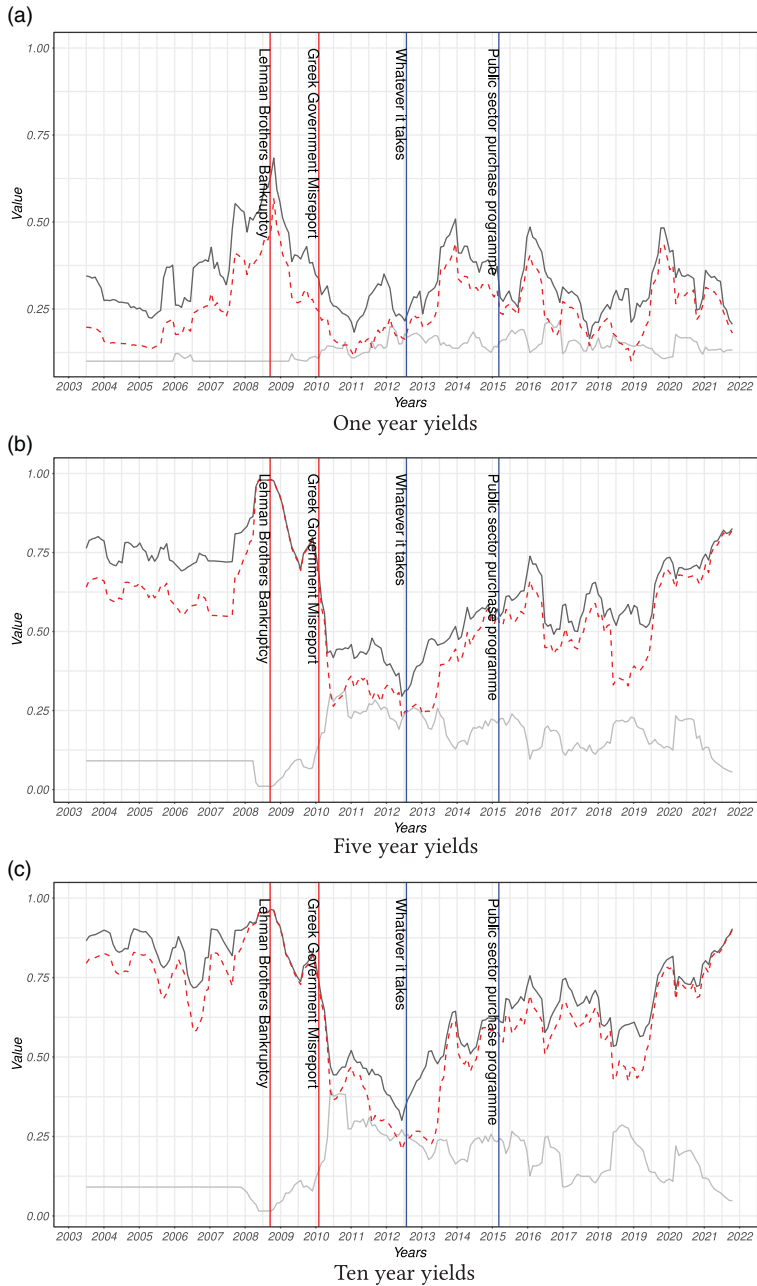 (a)
1.00
0.75
0.50
0.25
Value
Lehman Brothers Bankruptcy
Greek Government Misreport
Whatever it takes
Public sector purchase programme
2003 2004 2005 2006 2007 2008 2009 2010 2011 2012 2013 2014 2015 2016 2017 2018 2019 2020 2021 2022
Years
One year yields
(b)
1.00
0.75
0.50
0.25
0.00
Value
Lehman Brothers Bankruptcy
Greek Government Misreport
Whatever it takes
Public sector purchase programme
2003 2004 2005 2006 2007 2008 2009 2010 2011 2012 2013 2014 2015 2016 2017 2018 2019 2020 2021 2022
Years
Five year yields
(c)
1.00
0.75
0.50
0.25
0.00
Value
Lehman Brothers Bankruptcy
Greek Government Misreport
Whatever it takes
Public sector purchase programme
2003 2004 2005 2006 2007 2008 2009 2010 2011 2012 2013 2014 2015 2016 2017 2018 2019 2020 2021 2022
Years
Ten year yields